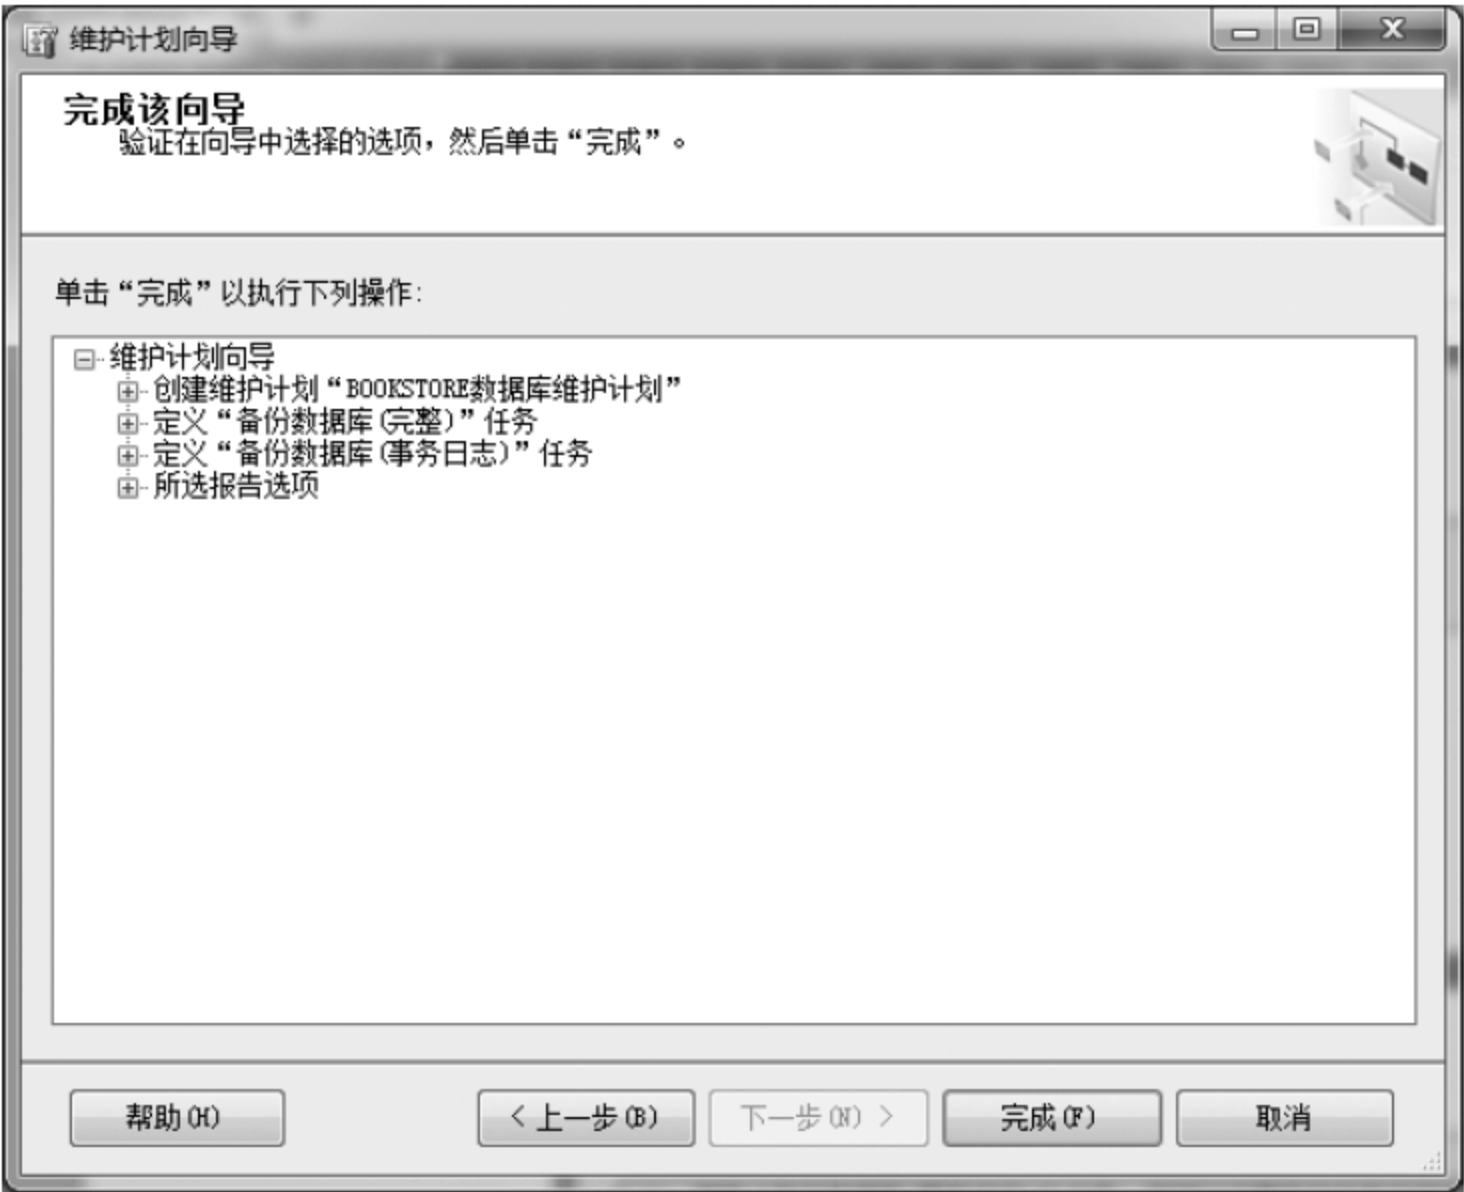 维护计划向导
完成该向导
验证在向导中选择的选项，然后单击“完成”。
单击“完成”以执行下列操作:
维护计划向导
创建维护计划“BOOKSTORE数据库维护计划”
定义“备份数据库(完整)”任务
定义“备份数据库(事务日志)”任务
所选报告选项
帮助(H)
< 上一步(B)
下一步(N) >
完成(F)
取消